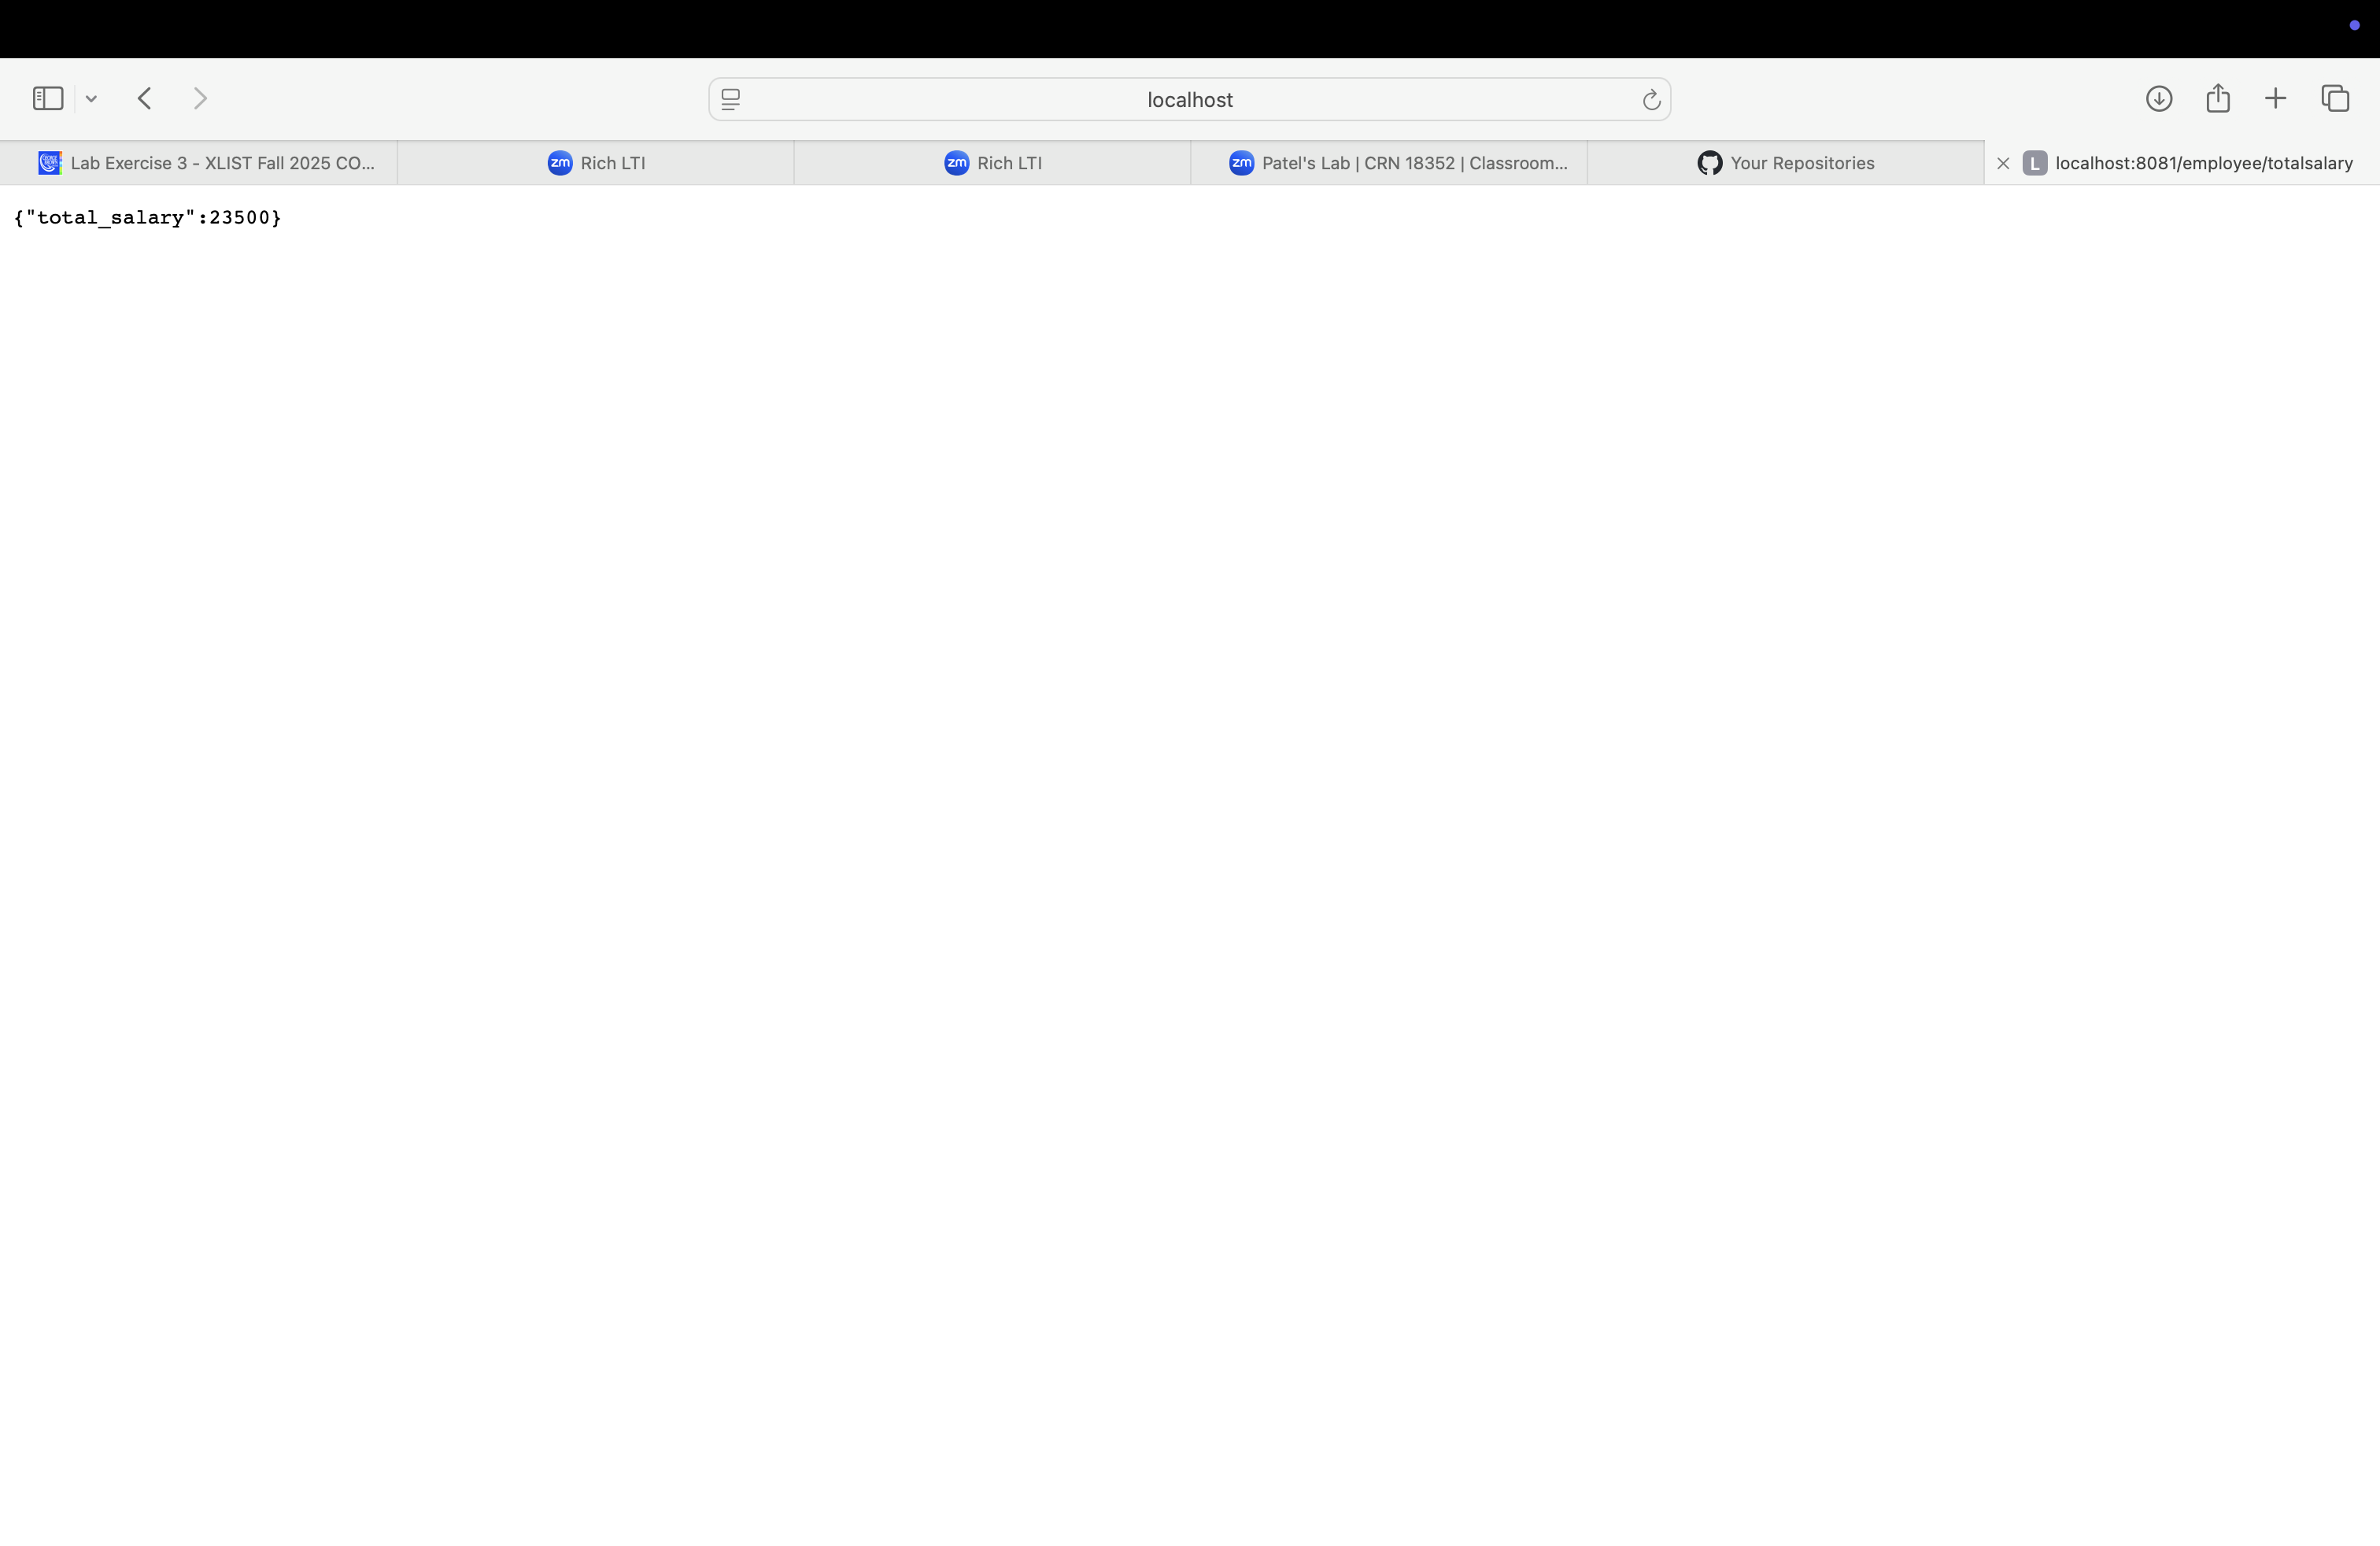 localhost
Lab Exercise 3 - XLIST Fall 2025 CO...
zm Rich LTI
zm Rich LTI
zm Patel's Lab | CRN 18352 | Classroom...
Your Repositories
L localhost:8081/employee/totalsalary
{"total_salary":23500}